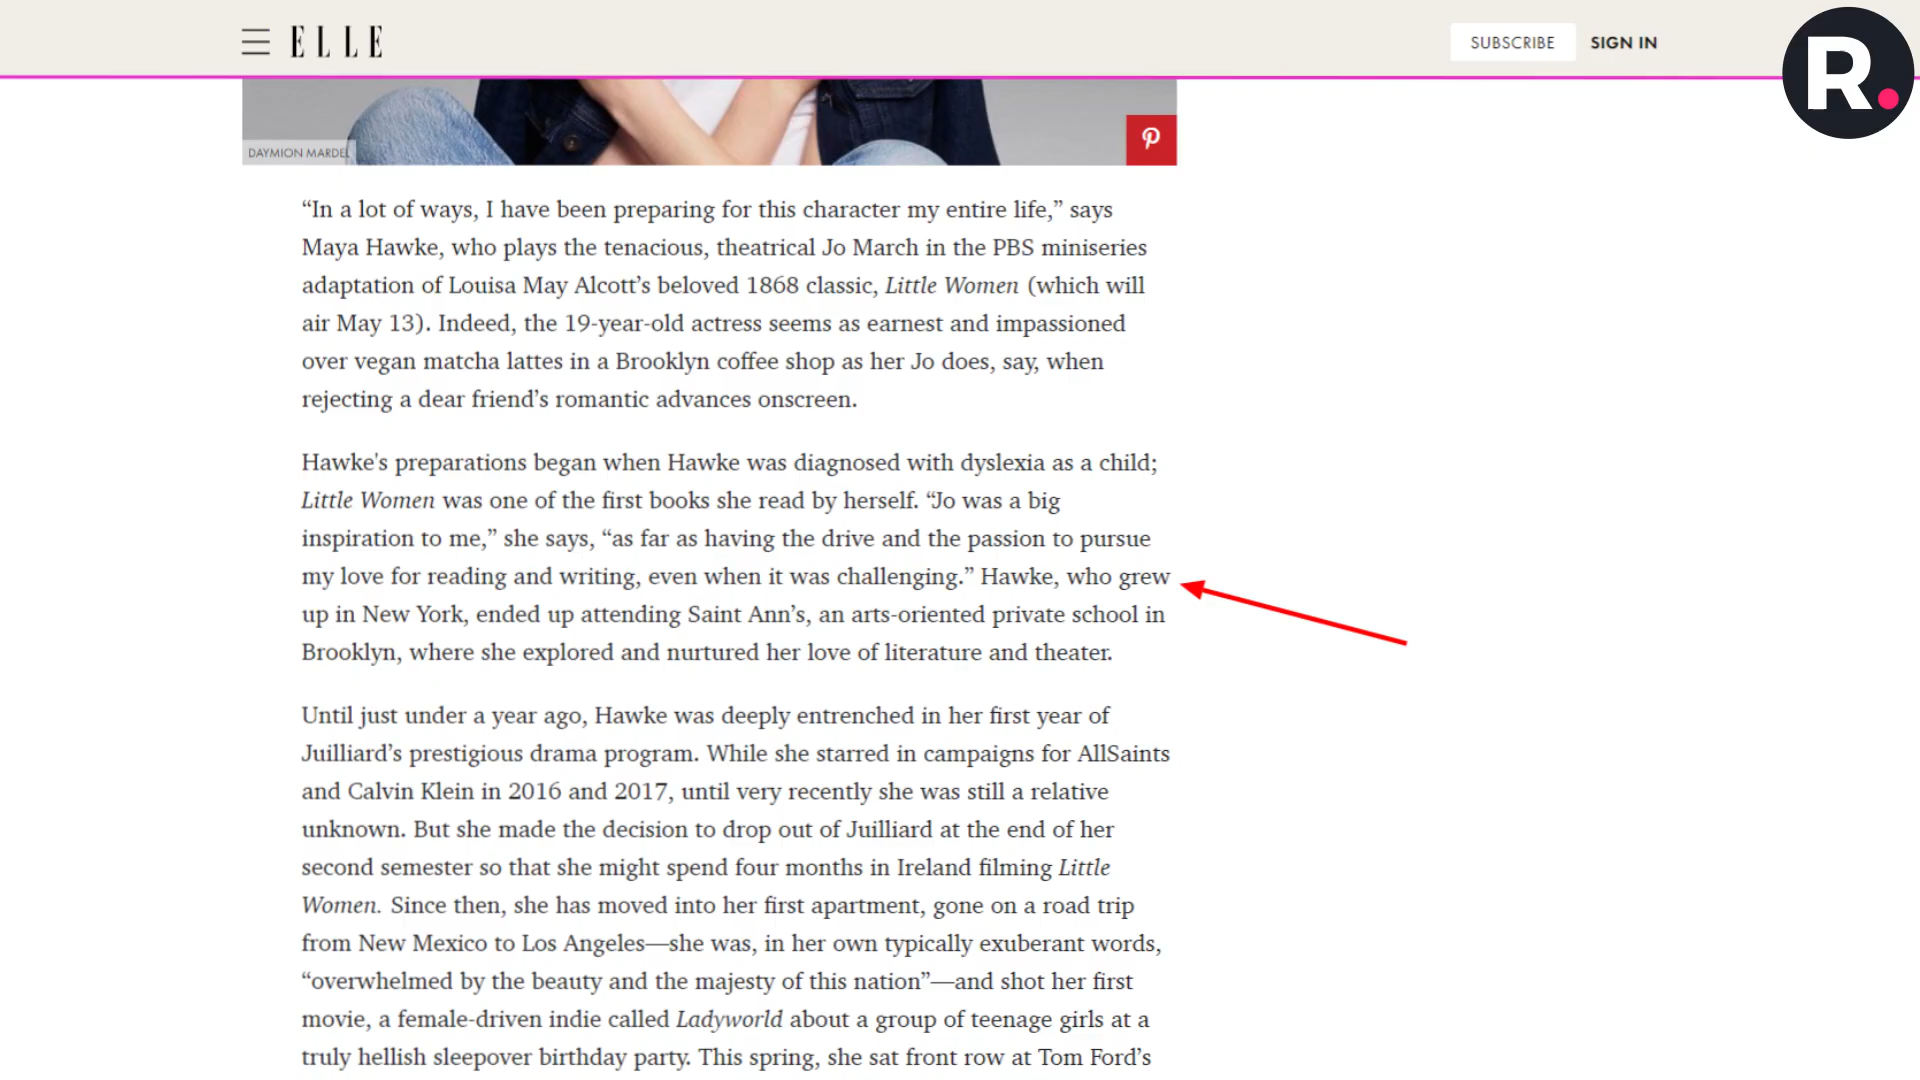 ELLE
SUBSCRIBE
SIGN IN
R.
DAYMION MARDEL
“In a lot of ways, I have been preparing for this character my entire life,” says
Maya Hawke, who plays the tenacious, theatrical Jo March in the PBS miniseries
adaptation of Louisa May Alcott’s beloved 1868 classic, Little Women (which will
air May 13). Indeed, the 19-year-old actress seems as earnest and impassioned
over vegan matcha lattes in a Brooklyn coffee shop as her Jo does, say, when
rejecting a dear friend’s romantic advances onscreen.
Hawke's preparations began when Hawke was diagnosed with dyslexia as a child;
Little Women was one of the first books she read by herself. “Jo was a big
inspiration to me,” she says, “as far as having the drive and the passion to pursue
my love for reading and writing, even when it was challenging.” Hawke, who grew
up in New York, ended up attending Saint Ann’s, an arts-oriented private school in
Brooklyn, where she explored and nurtured her love of literature and theater.
Until just under a year ago, Hawke was deeply entrenched in her first year of
Juilliard’s prestigious drama program. While she starred in campaigns for AllSaints
and Calvin Klein in 2016 and 2017, until very recently she was still a relative
unknown. But she made the decision to drop out of Juilliard at the end of her
second semester so that she might spend four months in Ireland filming Little
Women. Since then, she has moved into her first apartment, gone on a road trip
from New Mexico to Los Angeles—she was, in her own typically exuberant words,
“overwhelmed by the beauty and the majesty of this nation”—and shot her first
movie, a female-driven indie called Ladyworld about a group of teenage girls at a
truly hellish sleepover birthday party. This spring, she sat front row at Tom Ford’s